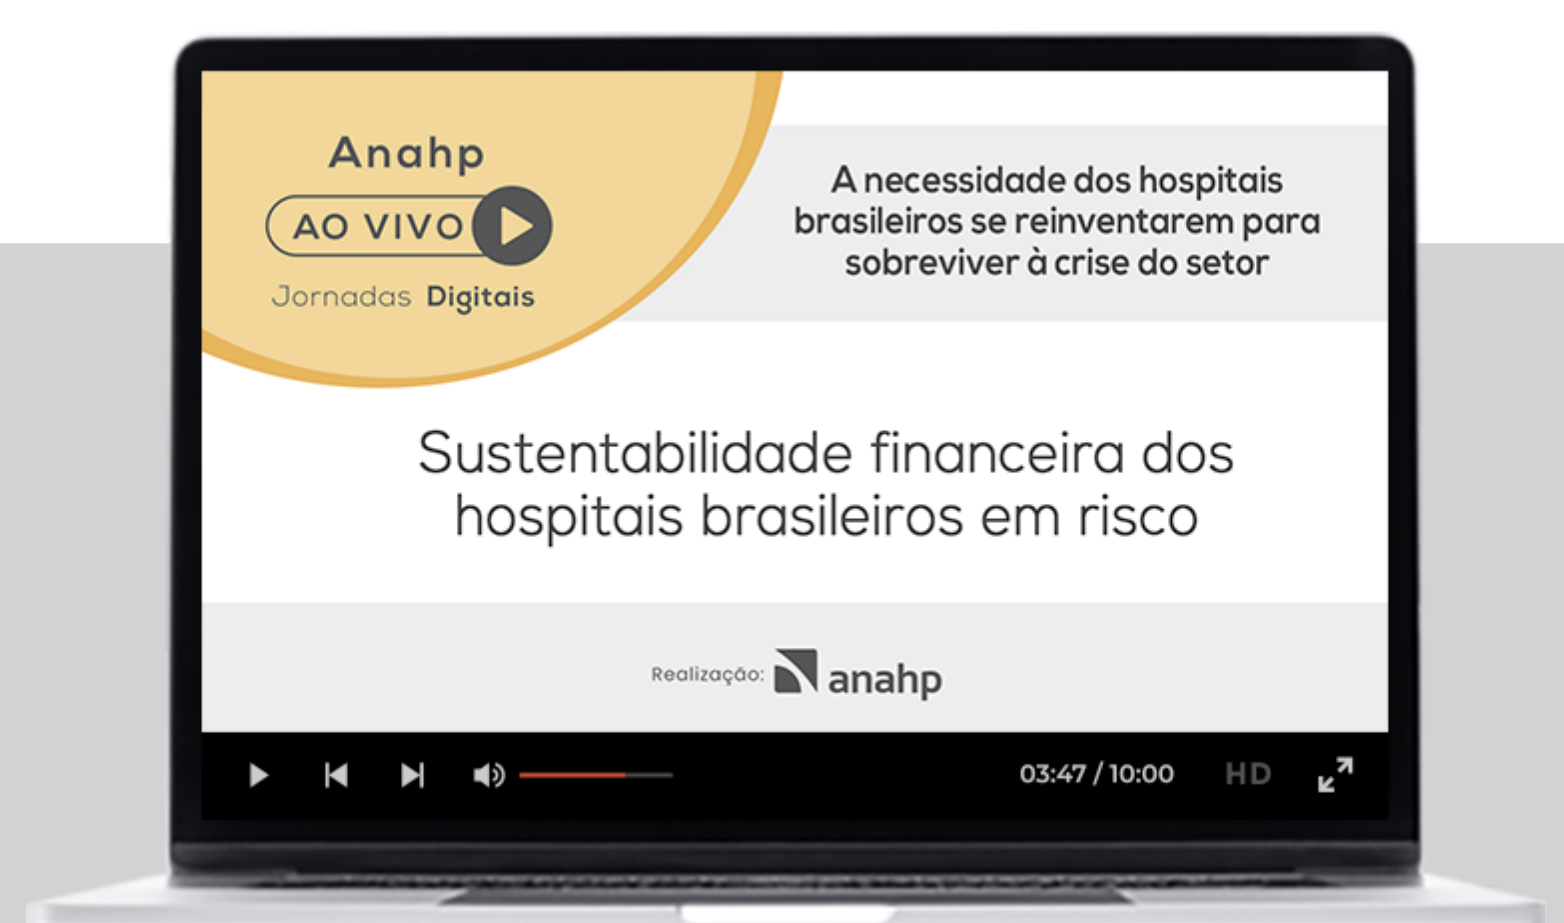 Anahp
AO VIVO
Jornadas Digitais
A necessidade dos hospitais
brasileiros se reinventarem para
sobreviver à crise do setor
Sustentabilidade financeira dos
hospitais brasileiros em risco
Realização: anahp
03:47 / 10:00 HD